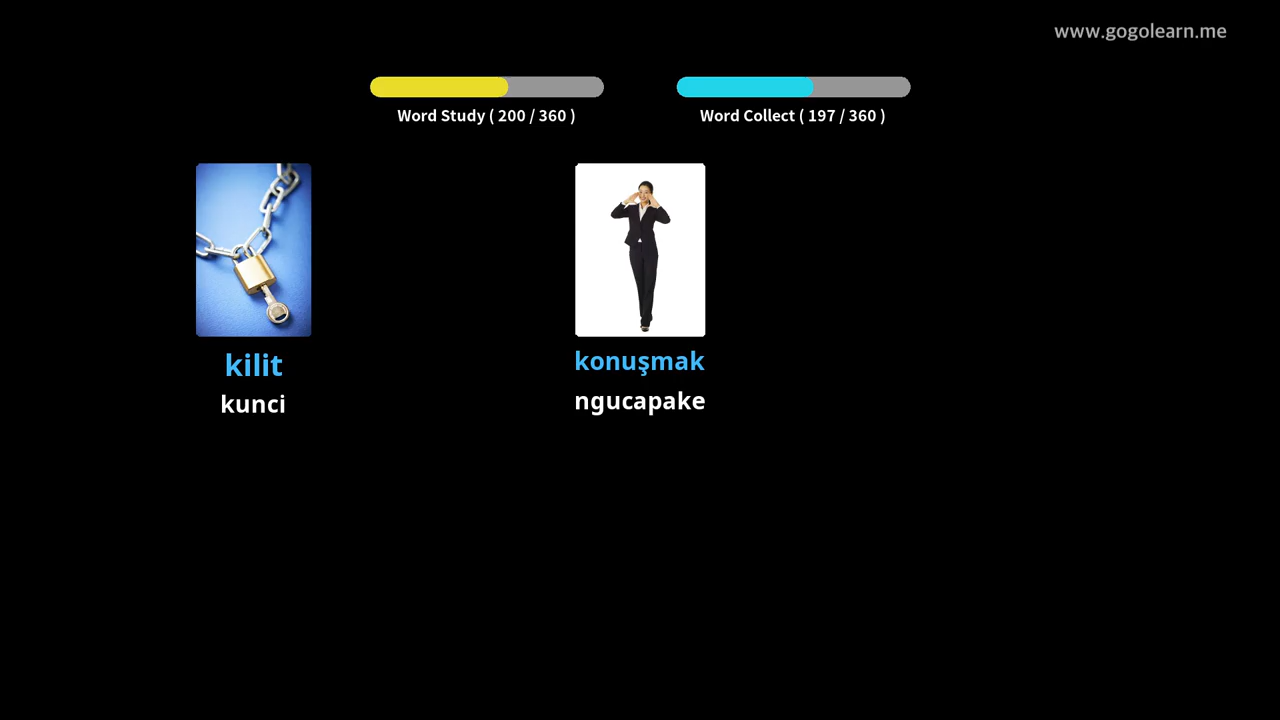 www.gogolearn.me
Word Study ( 200 / 360 )
Word Collect ( 197 / 360 )
kilit
kunci
konuşmak
ngucapake